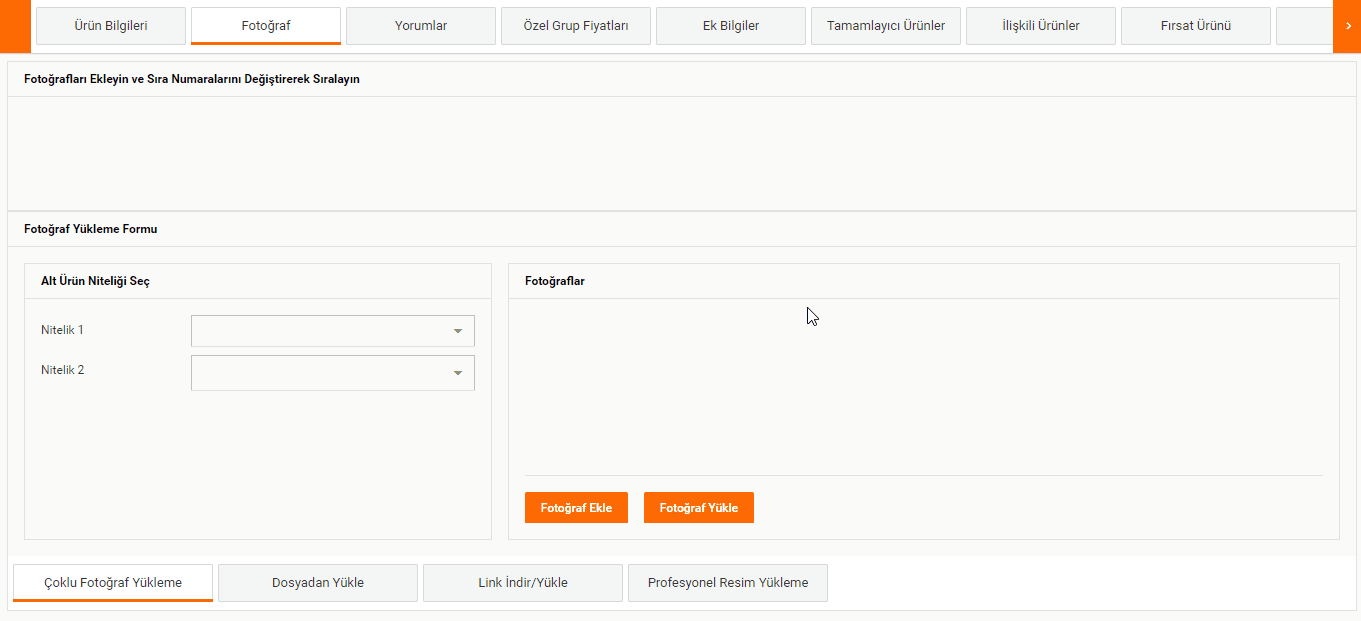 Ürün Bilgileri
Fotoğraf
Yorumlar
Özel Grup Fiyatları
Ek Bilgiler
Tamamlayıcı Ürünler
İlişkili Ürünler
Fırsat Ürünü
Fotoğrafları Ekleyin ve Sıra Numaralarını Değiştirerek Sıralayın
Fotoğraf Yükleme Formu
Alt Ürün Niteliği Seç
Fotoğraflar
Nitelik 1
Nitelik 2
Fotoğraf Ekle
Fotoğraf Yükle
Çoklu Fotoğraf Yükleme
Dosyadan Yükle
Link İndir/Yükle
Profesyonel Resim Yükleme